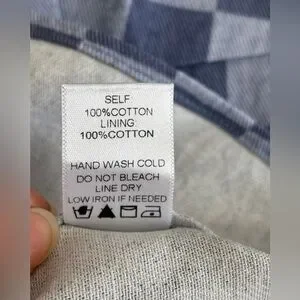 SELF
100%COTTON
LINING
100%COTTON
HAND WASH COLD
DO NOT BLEACH
LINE DRY
LOW IRON IF NEEDED